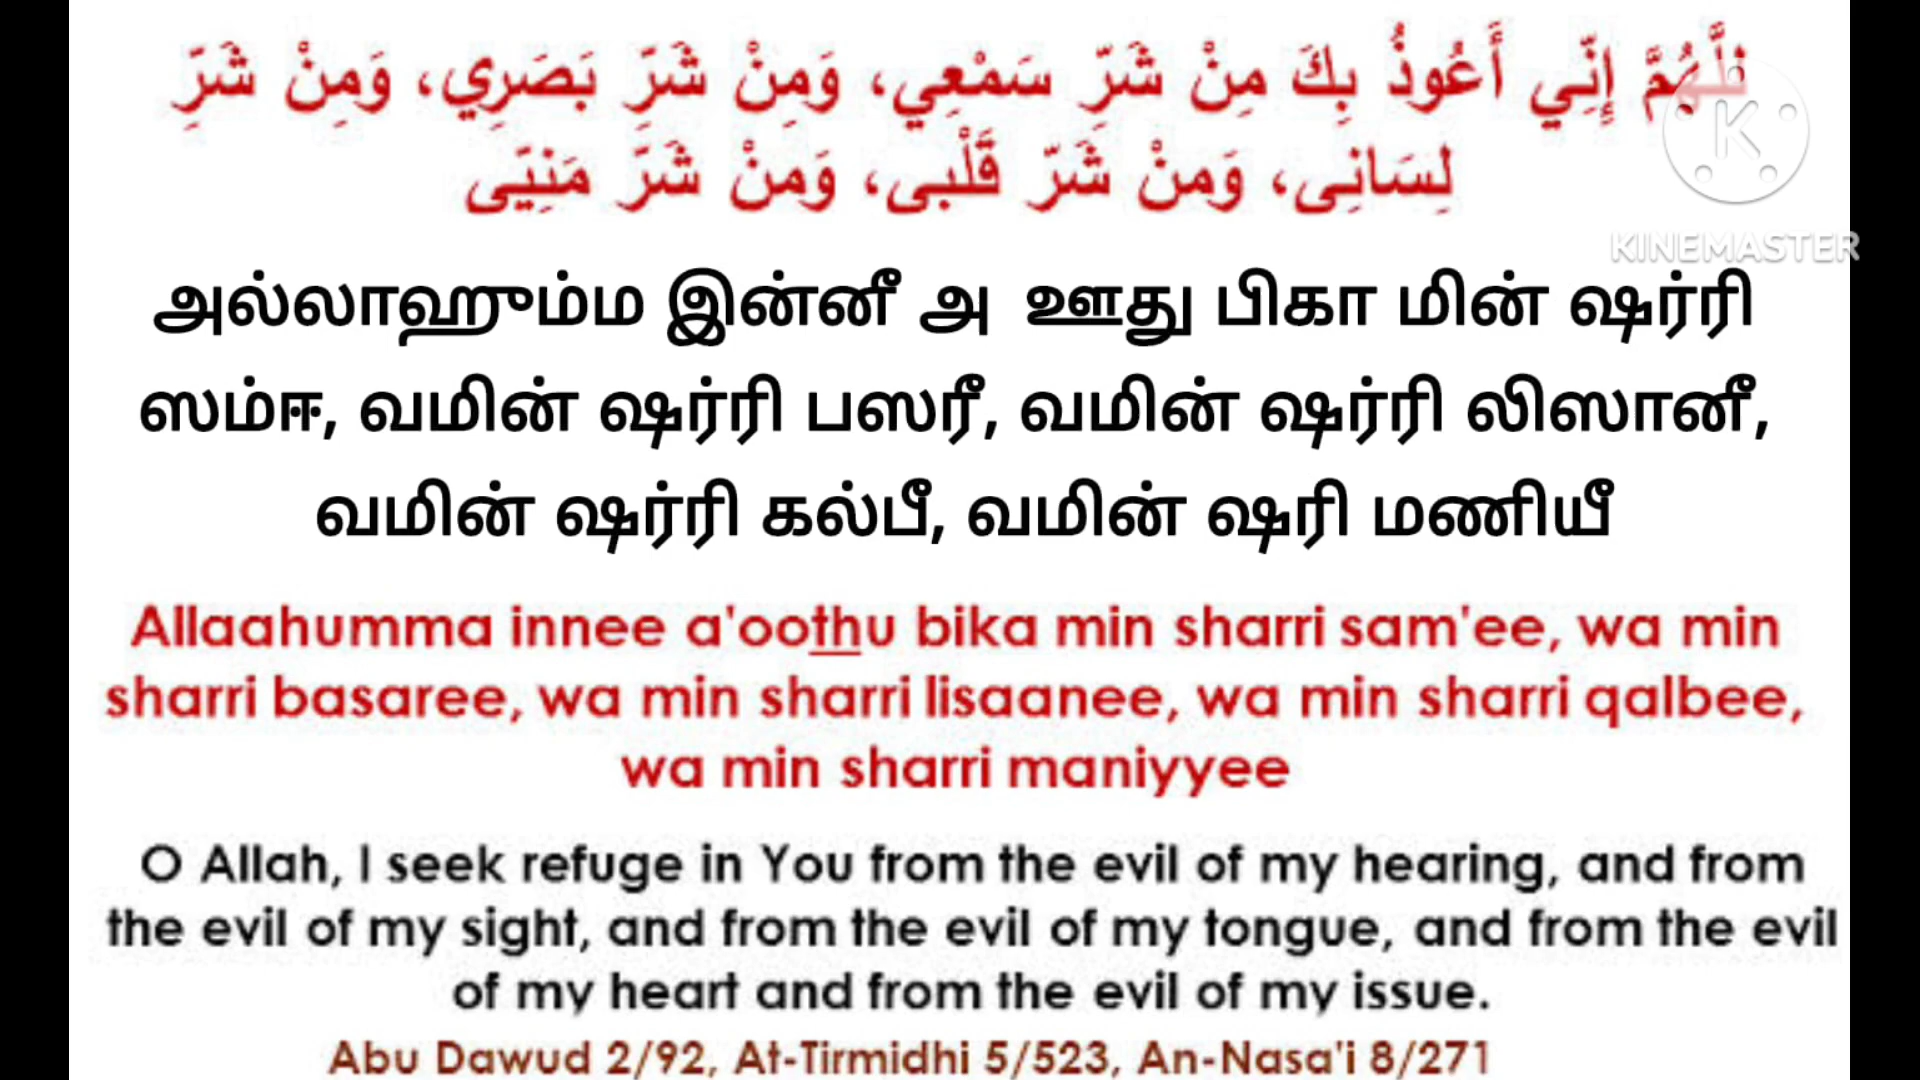 للَّهُمَّ إِنِّي أَعُوذُ بِكَ مِنْ شَرِّ سَمْعِي، وَمِنْ شَرِّ بَصَرِي، وَمِنْ شَرِّ
لِسَانِى، وَمِنْ شَرِّ قَلْبِى، وَمِنْ شَرِّ مَنِيِّى
KINEMASTER
அல்லாஹும்ம இன்னீ அ ஊது பிகா மின் ஷர்ரி
ஸம்ஈ, வமின் ஷர்ரி பஸரீ, வமின் ஷர்ரி லிஸானீ,
வமின் ஷர்ரி கல்பீ, வமின் ஷரி மணியீ
Allaahumma innee a'oothu bika min sharri sam'ee, wa min
sharri basaree, wa min sharri lisaanee, wa min sharri qalbee,
wa min sharri maniyyee
O Allah, I seek refuge in You from the evil of my hearing, and from
the evil of my sight, and from the evil of my tongue, and from the evil
of my heart and from the evil of my issue.
Abu Dawud 2/92, At-Tirmidhi 5/523, An-Nasa'i 8/271